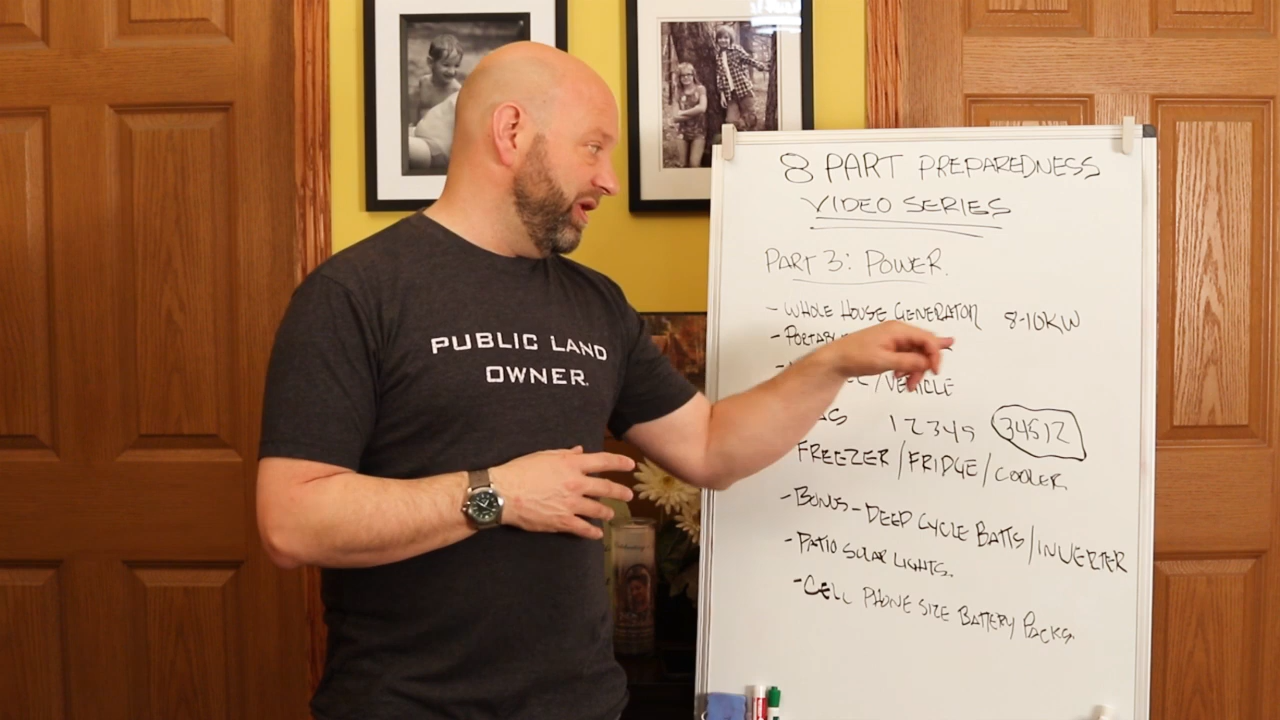 PUBLIC LAND
OWNER.
8 PART PREPAREDNESS
VIDEO SERIES
PART 3: POWER.
- WHOLE HOUSE GENERATOR 8-10KW
-
/VEHICLE
12345 34512
FREEZER/FRIDGE/COOLER
- BONUS - DEEP CYCLE BATTS/INVERTER
- PATIO SOLAR LIGHTS.
- CELL PHONE SIZE BATTERY PACKS.